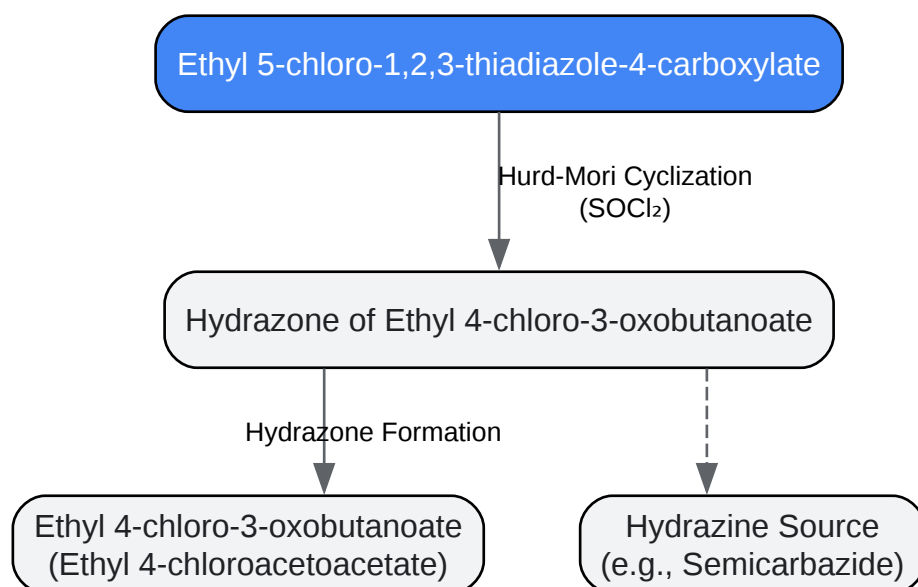 Ethyl 5-chloro-1,2,3-thiadiazole-4-carboxylate
Hurd-Mori Cyclization
(SOCl₂)
Hydrazone of Ethyl 4-chloro-3-oxobutanoate
Hydrazone Formation
Ethyl 4-chloro-3-oxobutanoate
(Ethyl 4-chloroacetoacetate)
Hydrazine Source
(e.g., Semicarbazide)